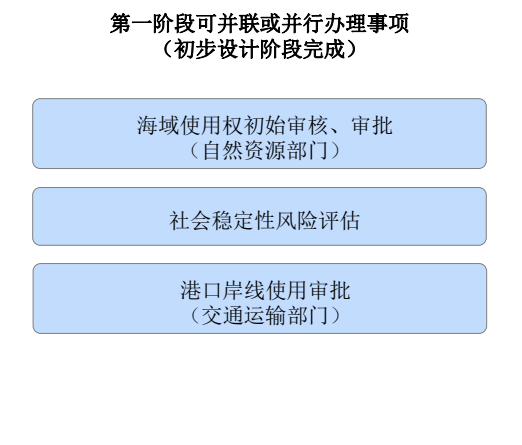 第一阶段可并联或并行办理事项
（初步设计阶段完成）
海域使用权初始审核、审批
（自然资源部门）
社会稳定性风险评估
港口岸线使用审批
（交通运输部门）